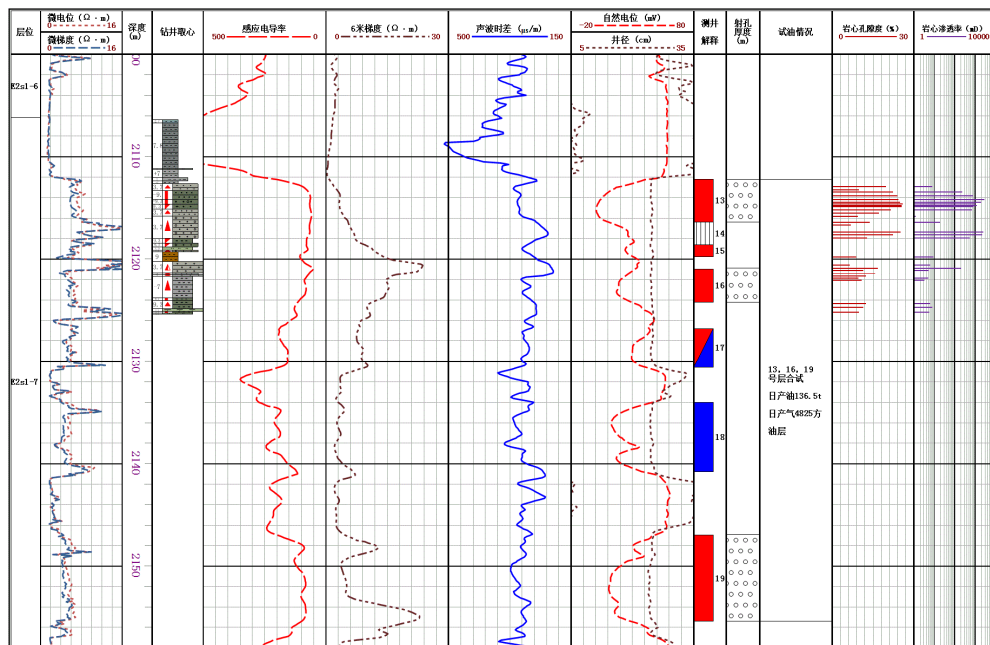 层位
微电位 (Ω·m)
0 16
微梯度 (Ω·m)
0 16
深度
(m)
钻井取心
感应电导率
500 0
6米梯度 (Ω·m)
0 30
声波时差 (μs/m)
500 150
自然电位 (mV)
-20 80
井径 (cm)
5 35
测井
解释
射孔
厚度
(m)
试油情况
岩心孔隙度 (%)
0 30
岩心渗透率 (mD)
1 10000
E2s1-6
E2s1-7
00
2110
2120
2130
2140
2150
13
14
15
16
17
18
19
13, 16, 19
号层合试
日产油136.5t
日产气4825方
油层